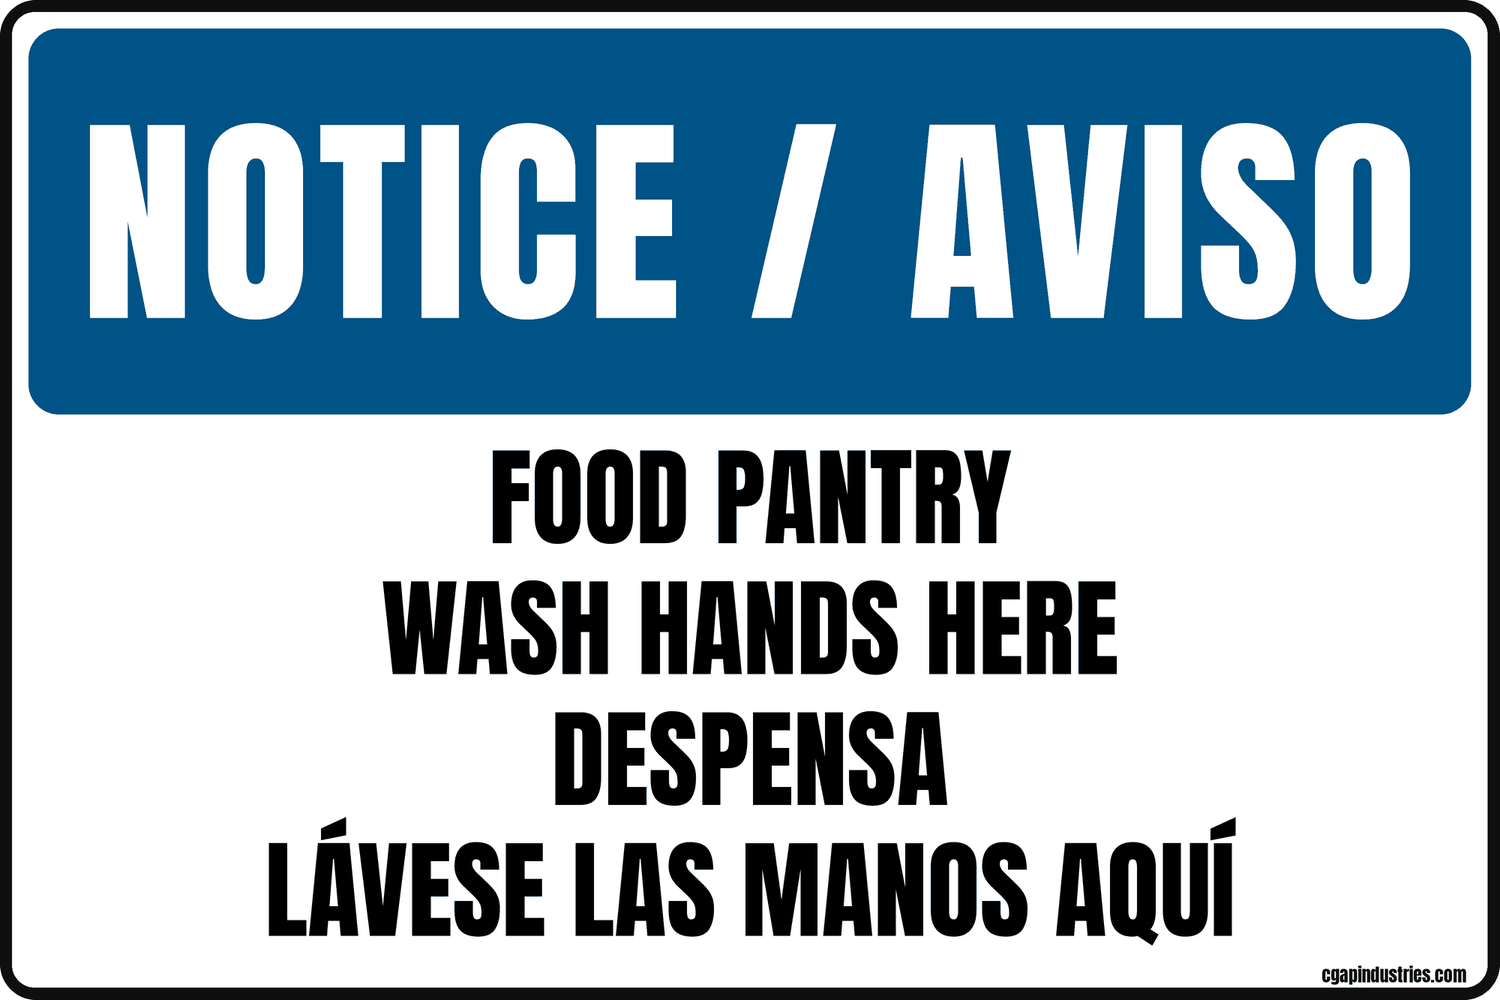 NOTICE / AVISO
FOOD PANTRY
WASH HANDS HERE
DESPENSA
LÁVESE LAS MANOS AQUÍ
cgapindustries.com